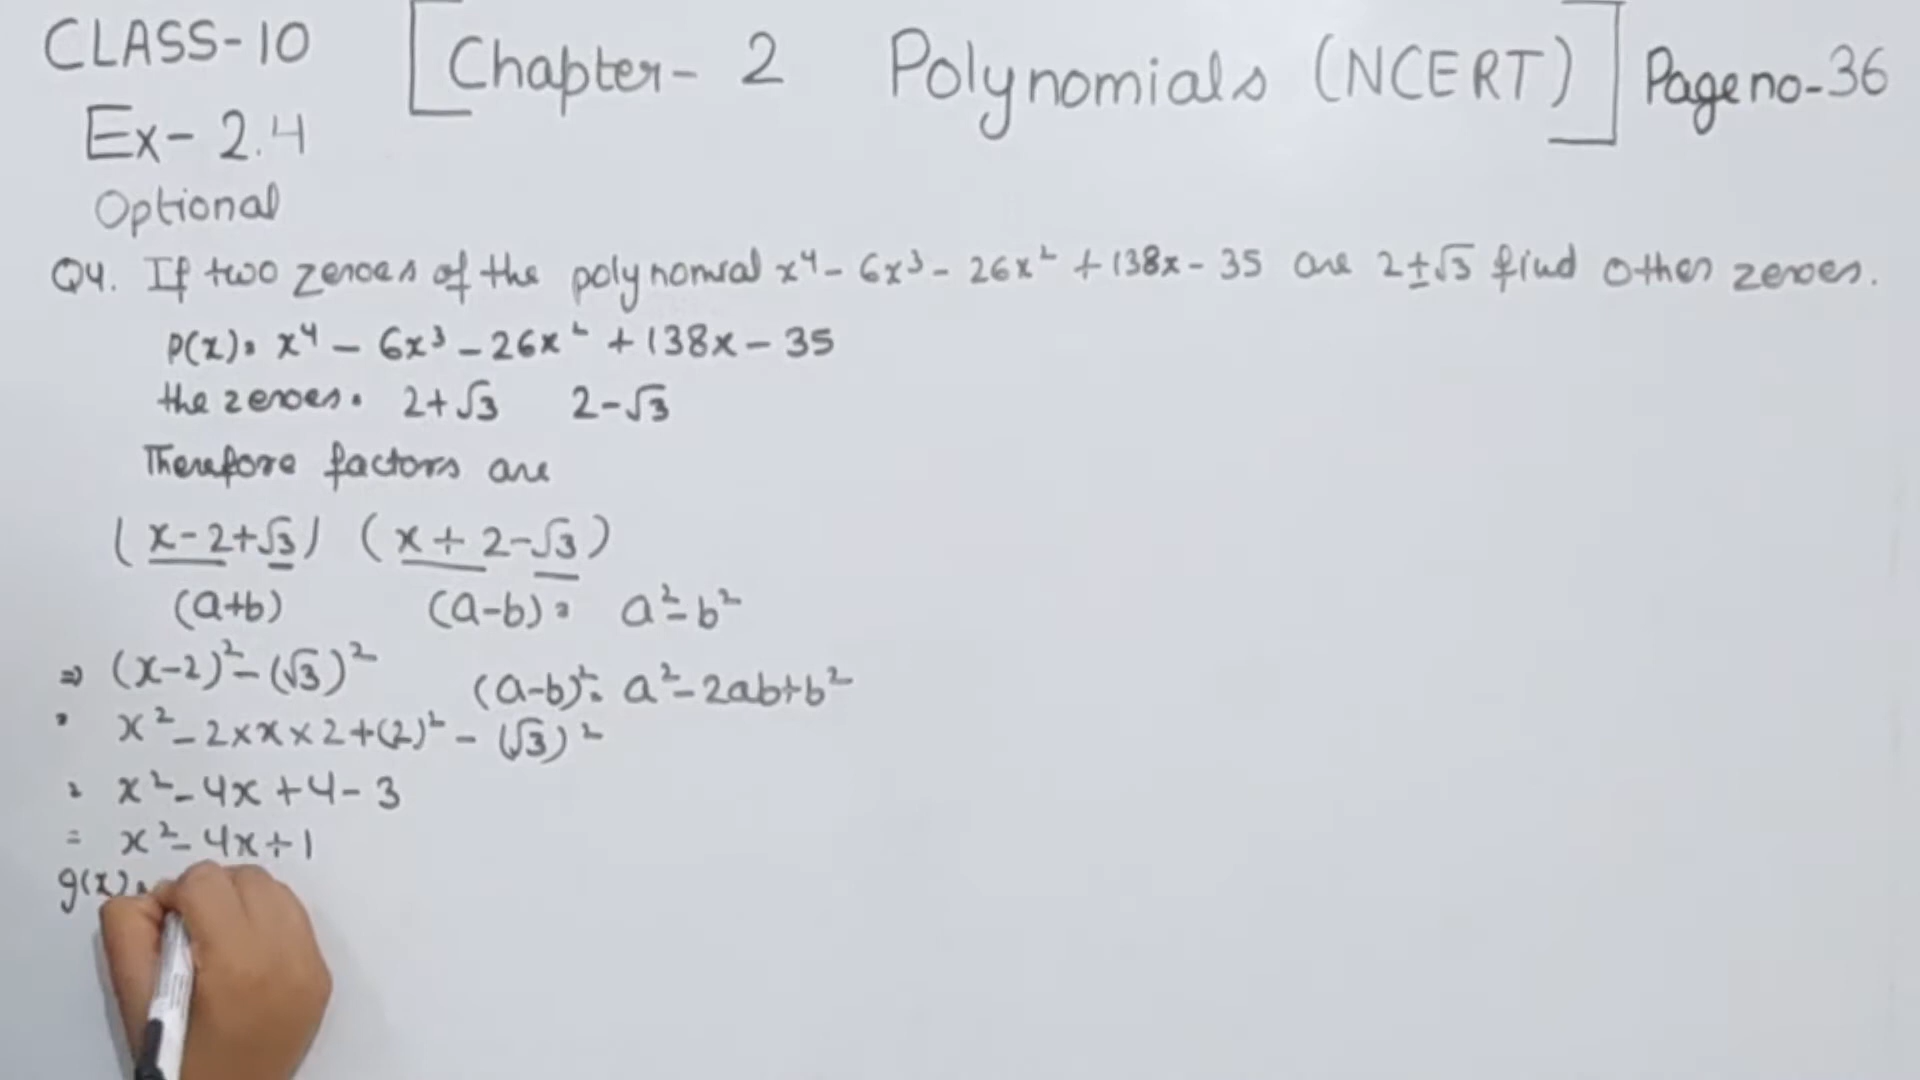 CLASS-10 [Chapter- 2 Polynomials (NCERT)] Page no-36
Ex- 2.4
Optional
Q4. If two zeroes of the polynomial x⁴ - 6x³ - 26x² + 138x - 35 are 2±√3 find other zeroes.
P(x) = x⁴ - 6x³ - 26x² + 138x - 35
the zeroes = 2+√3 2-√3
Therefore factors are
(x-2+√3) (x+2-√3)
(a+b) (a-b) = a²-b²
⇒ (x-2)² - (√3)² (a-b)² = a²-2ab+b²
= x² - 2×x×2+(2)² - (√3)²
= x² - 4x + 4 - 3
= x² - 4x + 1
g(x) =